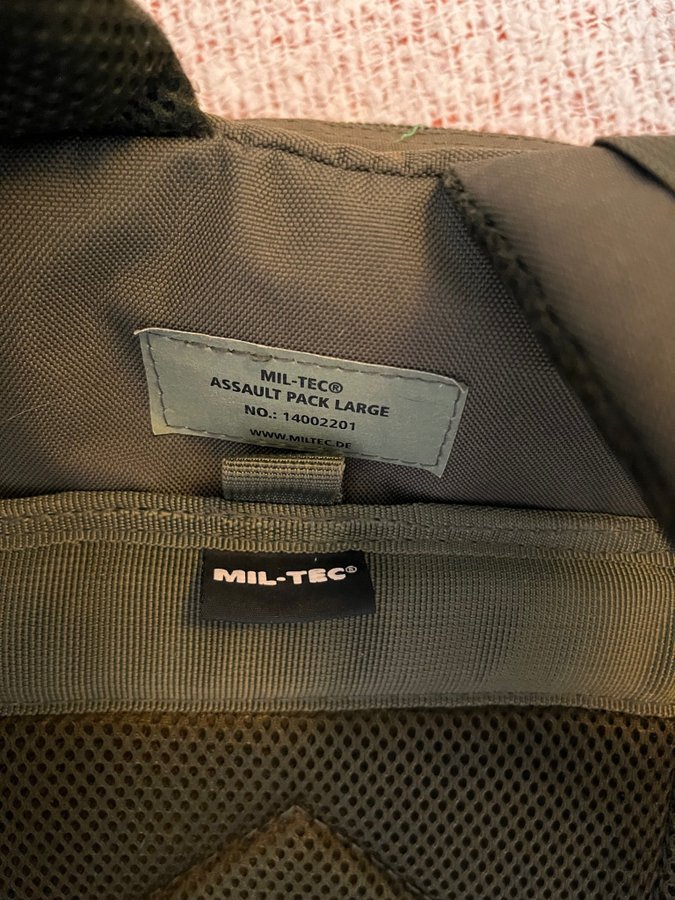 MIL-TEC®
ASSAULT PACK LARGE
NO.: 14002201
WWW.MILTEC.DE
MIL-TEC®